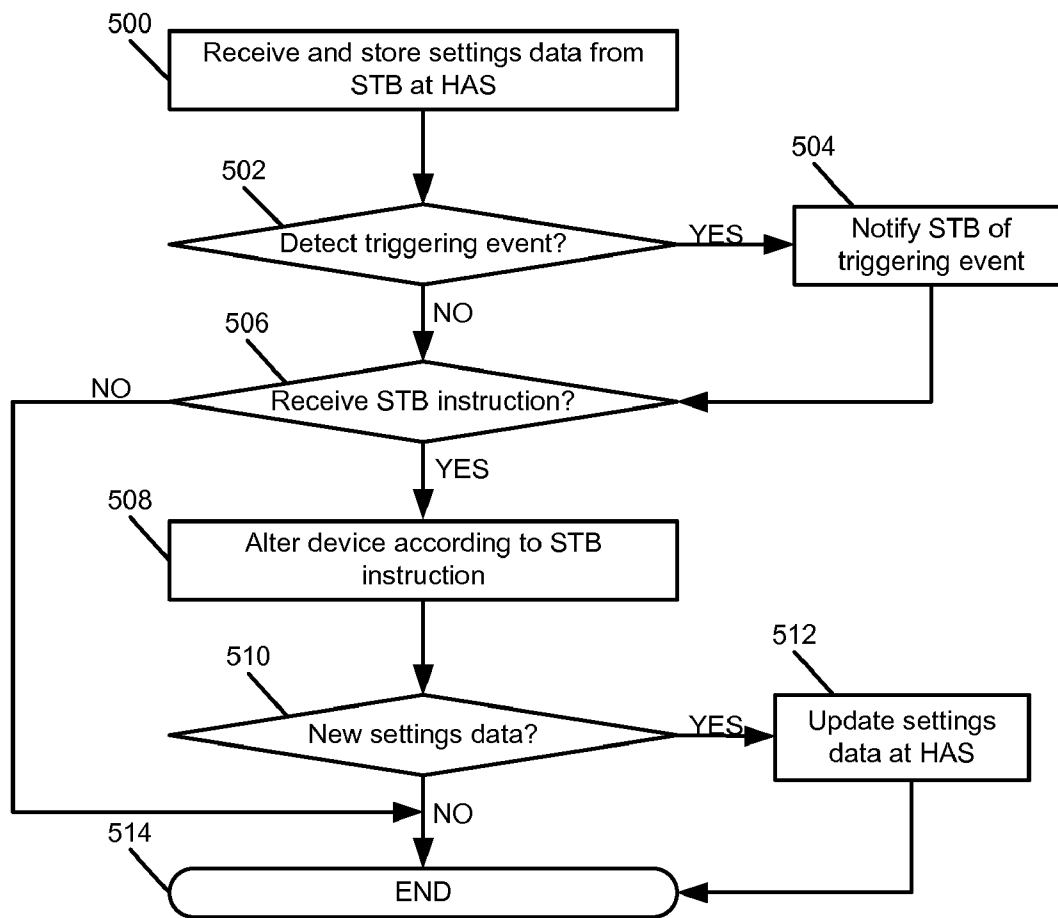 500
Receive and store settings data from
STB at HAS
502
Detect triggering event?
YES
504
Notify STB of
triggering event
NO
506
NO
Receive STB instruction?
YES
508
Alter device according to STB
instruction
510
New settings data?
YES
512
Update settings
data at HAS
NO
514
END